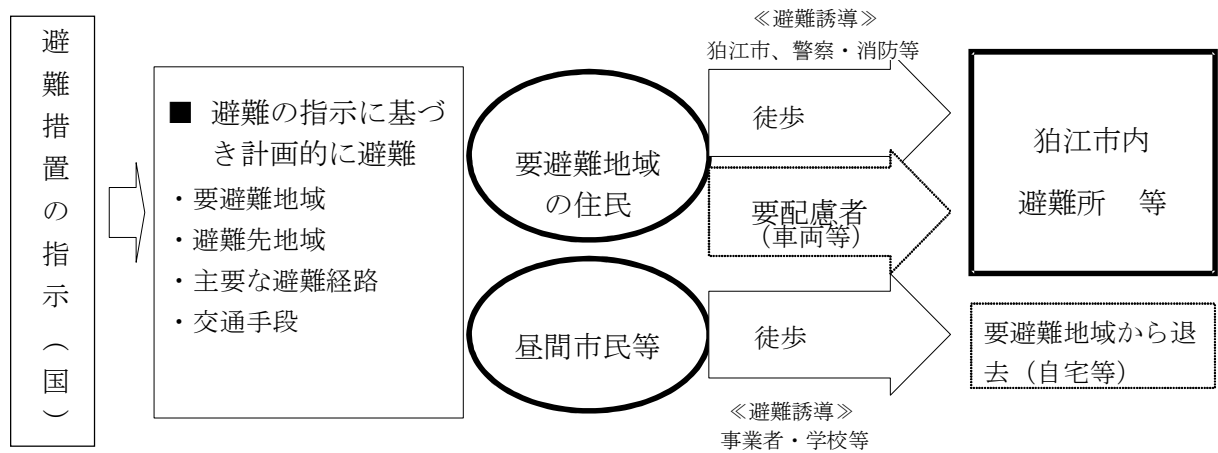 避難措置の指示（国）
■ 避難の指示に基づ
き計画的に避難
・要避難地域
・避難先地域
・主要な避難経路
・交通手段
要避難地域
の住民
昼間市民等
≪避難誘導≫
狛江市、警察・消防等
徒歩
要配慮者
（車両等）
徒歩
≪避難誘導≫
事業者・学校等
狛江市内
避難所　等
要避難地域から退
去（自宅等）